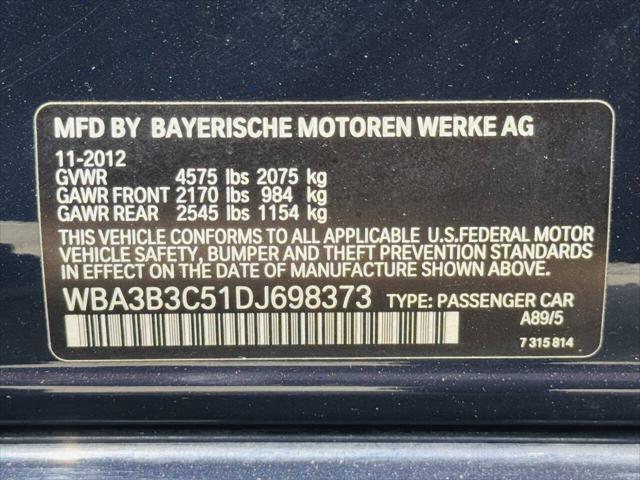 MFD BY BAYERISCHE MOTOREN WERKE AG
11-2012
GVWR 4575 lbs 2075 kg
GAWR FRONT 2170 lbs 984 kg
GAWR REAR 2545 lbs 1154 kg
THIS VEHICLE CONFORMS TO ALL APPLICABLE U.S.FEDERAL MOTOR
VEHICLE SAFETY, BUMPER AND THEFT PREVENTION STANDARDS
IN EFFECT ON THE DATE OF MANUFACTURE SHOWN ABOVE.
WBA3B3C51DJ698373 TYPE: PASSENGER CAR
A89/5
7 315 814